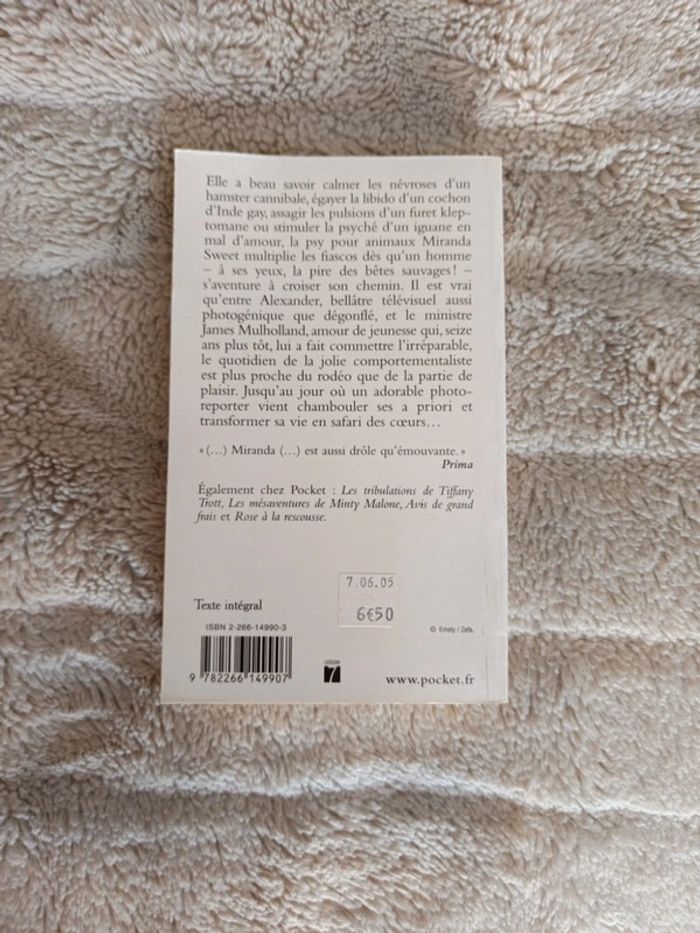 Elle a beau savoir calmer les névroses d'un
hamster cannibale, égayer la libido d'un cochon
d'Inde gay, assagir les pulsions d'un furet klep-
tomane ou stimuler la psyché d'un iguane en
mal d'amour, la psy pour animaux Miranda
Sweet multiplie les fiascos dès qu'un homme
– à ses yeux, la pire des bêtes sauvages ! –
s'aventure à croiser son chemin. Il est vrai
qu'entre Alexander, bellâtre télévisuel aussi
photogénique que dégonflé, et le ministre
James Mulholland, amour de jeunesse qui, seize
ans plus tôt, lui a fait commettre l'irréparable,
le quotidien de la jolie comportementaliste
est plus proche du rodéo que de la partie de
plaisir. Jusqu'au jour où un adorable photo-
reporter vient chambouler ses a priori et
transformer sa vie en safari des cœurs…
« (…) Miranda (…) est aussi drôle qu'émouvante. »
Prima
Également chez Pocket : Les tribulations de Tiffany
Trott, Les mésaventures de Minty Malone, Avis de grand
frais et Rose à la rescousse.
7.06.05
6€50
Texte intégral
ISBN 2-266-14990-3
© Emely / Zefa.
9 782266 149907
7
www.pocket.fr